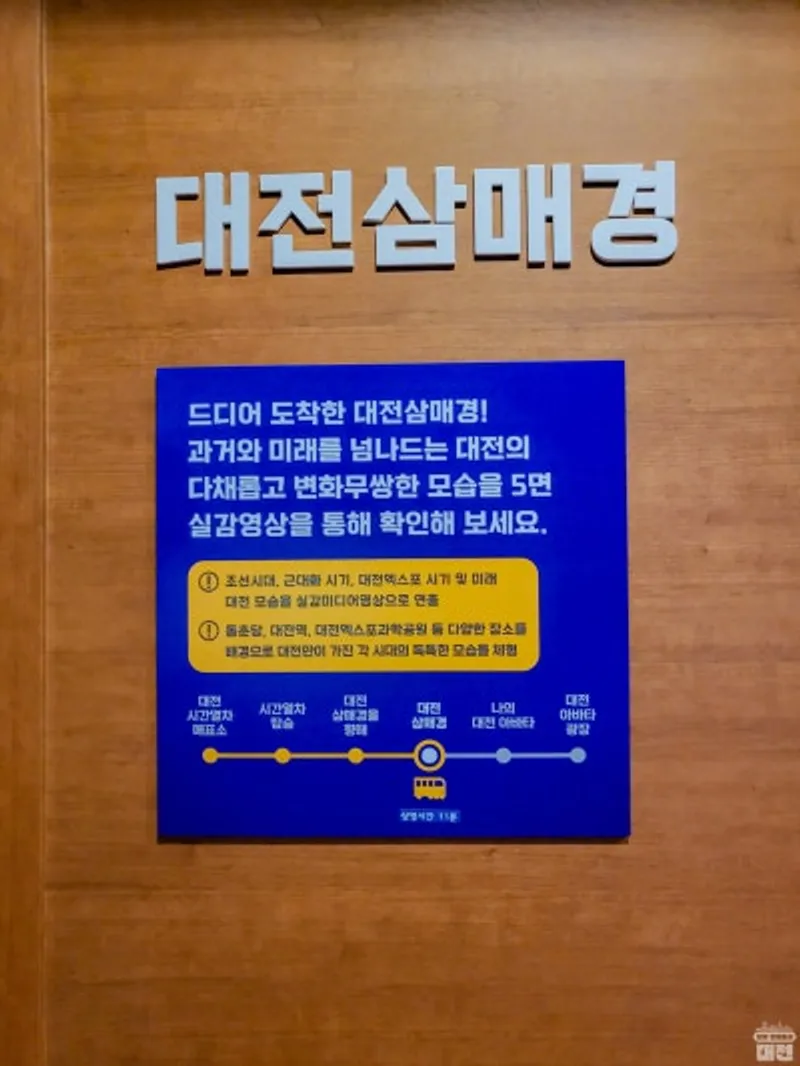 대전삼매경
드디어 도착한 대전삼매경!
과거와 미래를 넘나드는 대전의
다채롭고 변화무쌍한 모습을 5면
실감영상을 통해 확인해 보세요.
조선시대, 근대화 시기, 대전엑스포 시기 및 미래
대전 모습을 실감미디어영상으로 연출
동춘당, 대전역, 대전엑스포과학공원 등 다양한 장소를
배경으로 대전만이 가진 각 시대의 독특한 모습을 체험
대전
시간열차
매표소
시간열차
탑승
대전
삼매경을
향해
대전
삼매경
나의
대전 아바타
대전
아바타
광장
상영시간 11분
대전